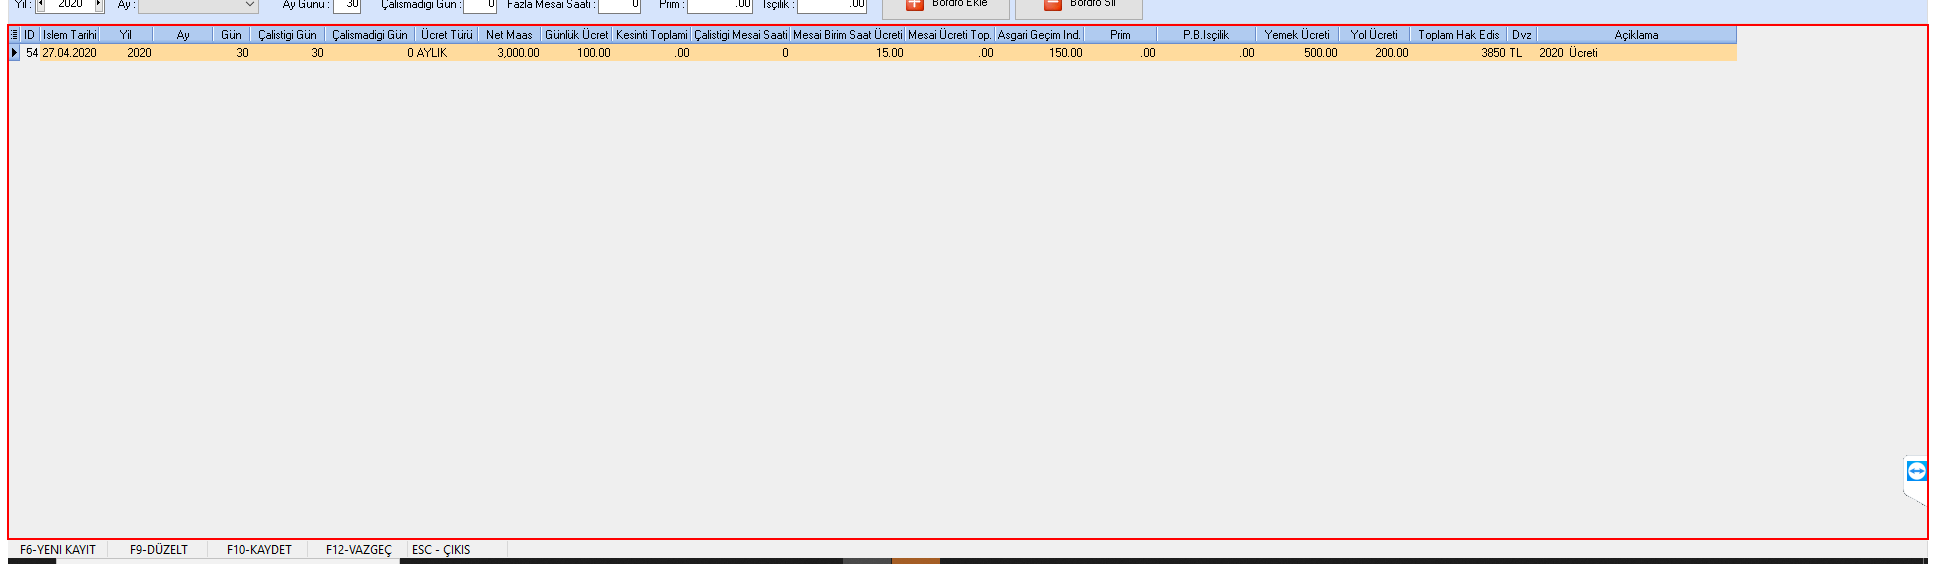 Yil : 2020 Ay : Ay Günü : 30 Çalismadigi Gün : 0 Fazla Mesai Saati : 0 Prim : .00 Isçilik : .00 Bordro Ekle Bordro Sil
ID Islem Tarihi Yil Ay Gün Çalistigi Gün Çalismadigi Gün Ücret Türü Net Maas Günlük Ücret Kesinti Toplami Çalistigi Mesai Saati Mesai Birim Saat Ücreti Mesai Ücreti Top. Asgari Geçim Ind. Prim P.B.Isçilik Yemek Ücreti Yol Ücreti Toplam Hak Edis Dvz Açiklama
54 27.04.2020 2020 30 30 0 AYLIK 3,000.00 100.00 .00 0 15.00 .00 150.00 .00 .00 500.00 200.00 3850 TL 2020 Ücreti
F6-YENI KAYIT F9-DÜZELT F10-KAYDET F12-VAZGEÇ ESC - ÇIKIS